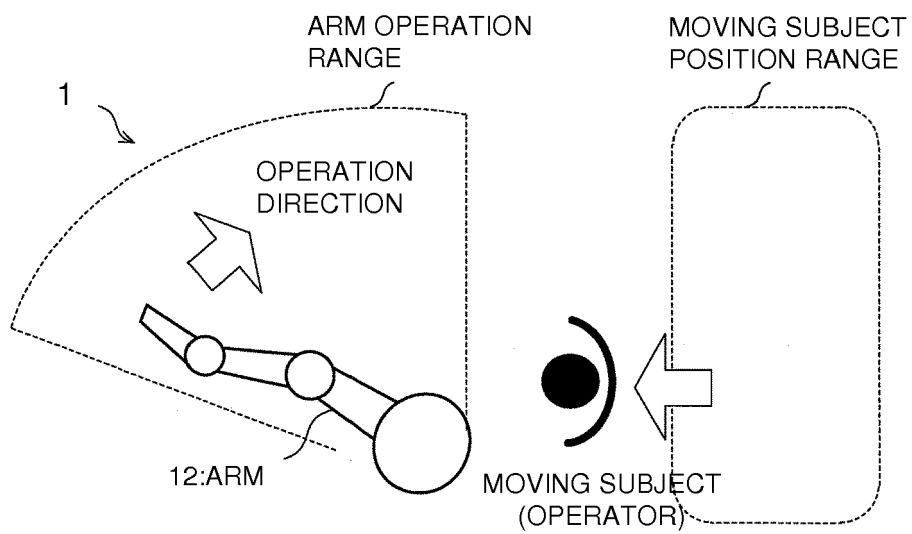 ARM OPERATION
RANGE
MOVING SUBJECT
POSITION RANGE
1
OPERATION
DIRECTION
12:ARM
MOVING SUBJECT
(OPERATOR)